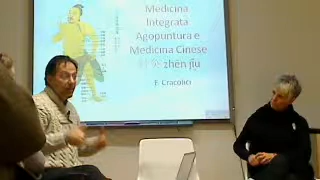 Medicina
Integrata
Agopuntura e
Medicina Cinese
zhēn jiǔ
F. Cracolici